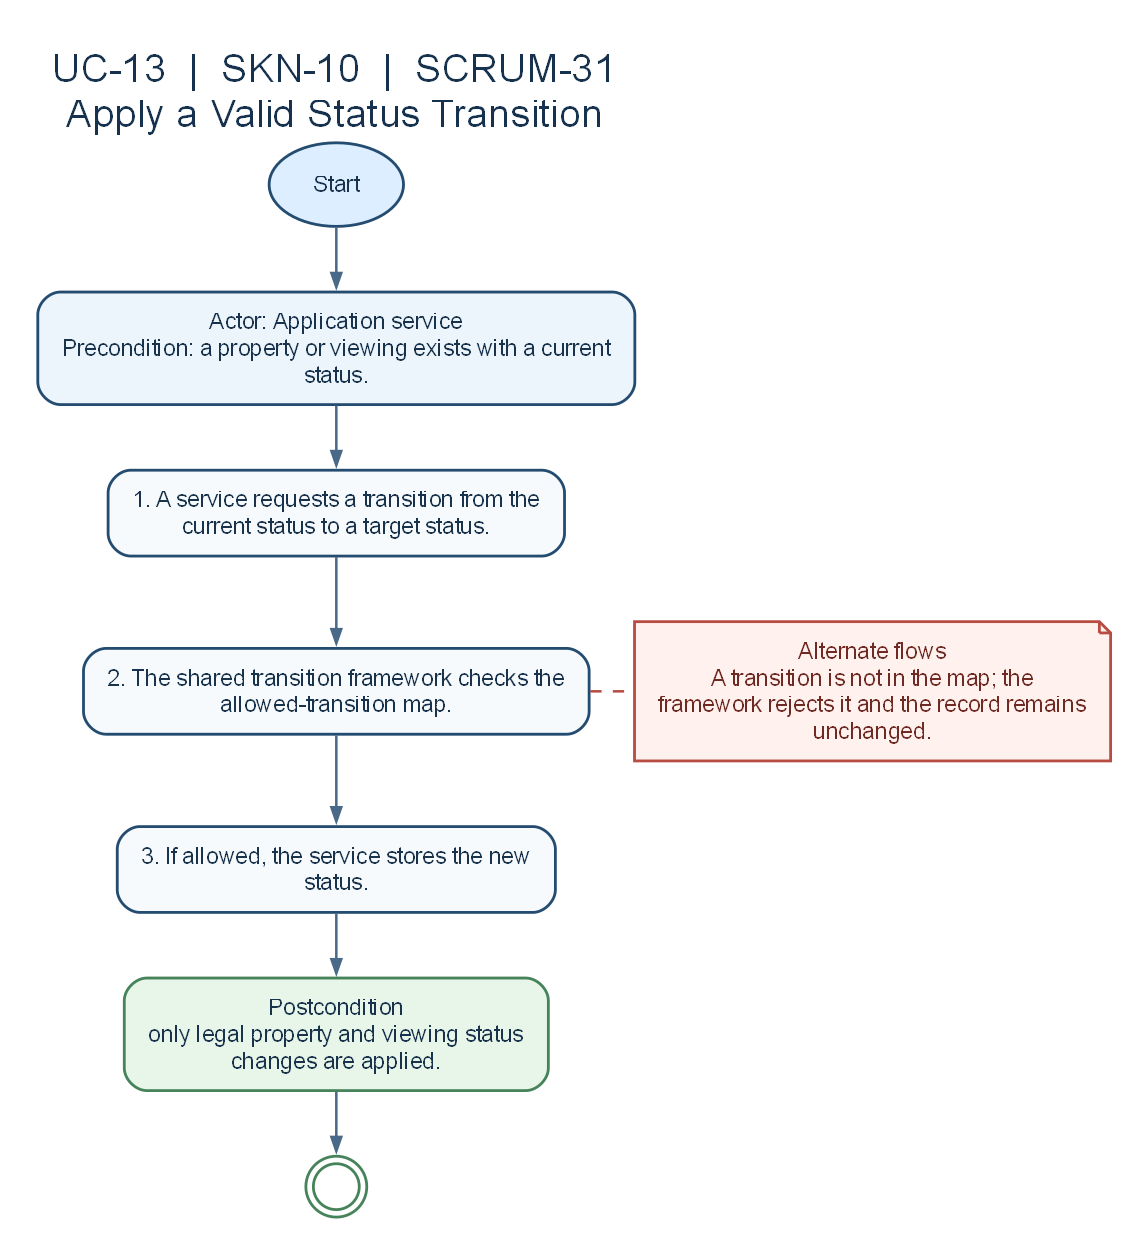 UC-13 | SKN-10 | SCRUM-31
Apply a Valid Status Transition
Start
Actor: Application service
Precondition: a property or viewing exists with a current
status.
1. A service requests a transition from the
current status to a target status.
2. The shared transition framework checks the
allowed-transition map.
Alternate flows
A transition is not in the map; the
framework rejects it and the record remains
unchanged.
3. If allowed, the service stores the new
status.
Postcondition
only legal property and viewing status
changes are applied.